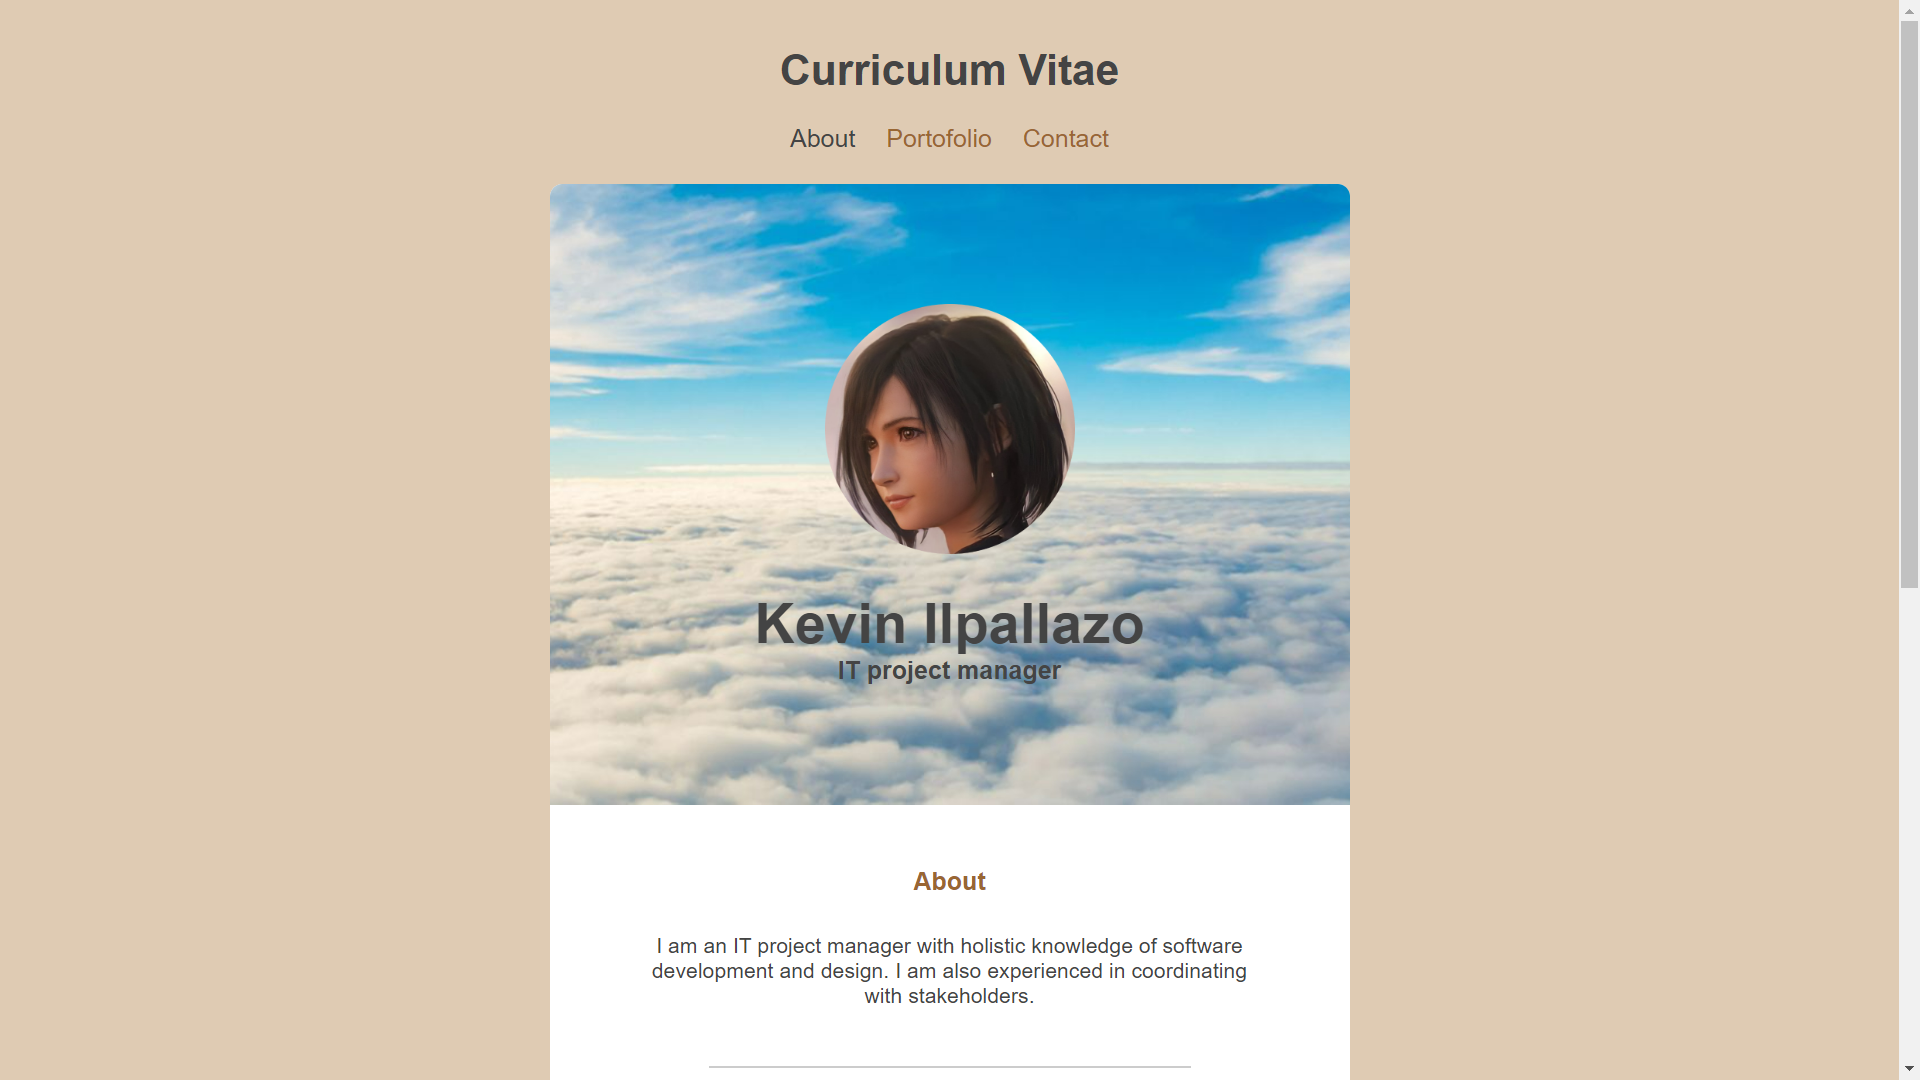 Curriculum Vitae
About Portofolio Contact
Kevin Ilpallazo
IT project manager
About
I am an IT project manager with holistic knowledge of software
development and design. I am also experienced in coordinating
with stakeholders.